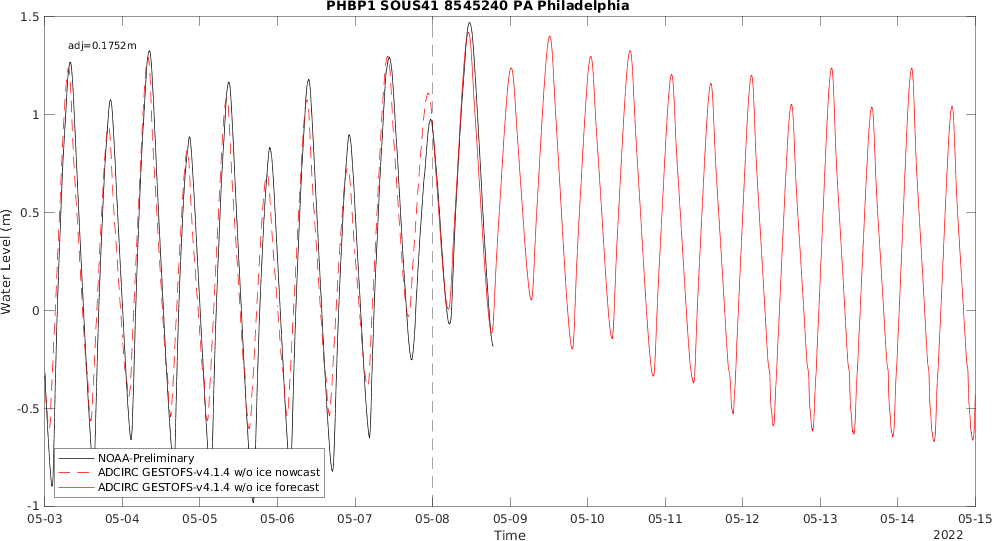 PHBP1 SOUS41 8545240 PA Philadelphia
adj=0.1752m
1.5
1
0.5
0
-0.5
-1
Water Level (m)
NOAA-Preliminary
ADCIRC GESTOFS-v4.1.4 w/o ice nowcast
ADCIRC GESTOFS-v4.1.4 w/o ice forecast
05-03 05-04 05-05 05-06 05-07 05-08 05-09 05-10 05-11 05-12 05-13 05-14 05-15
Time
2022